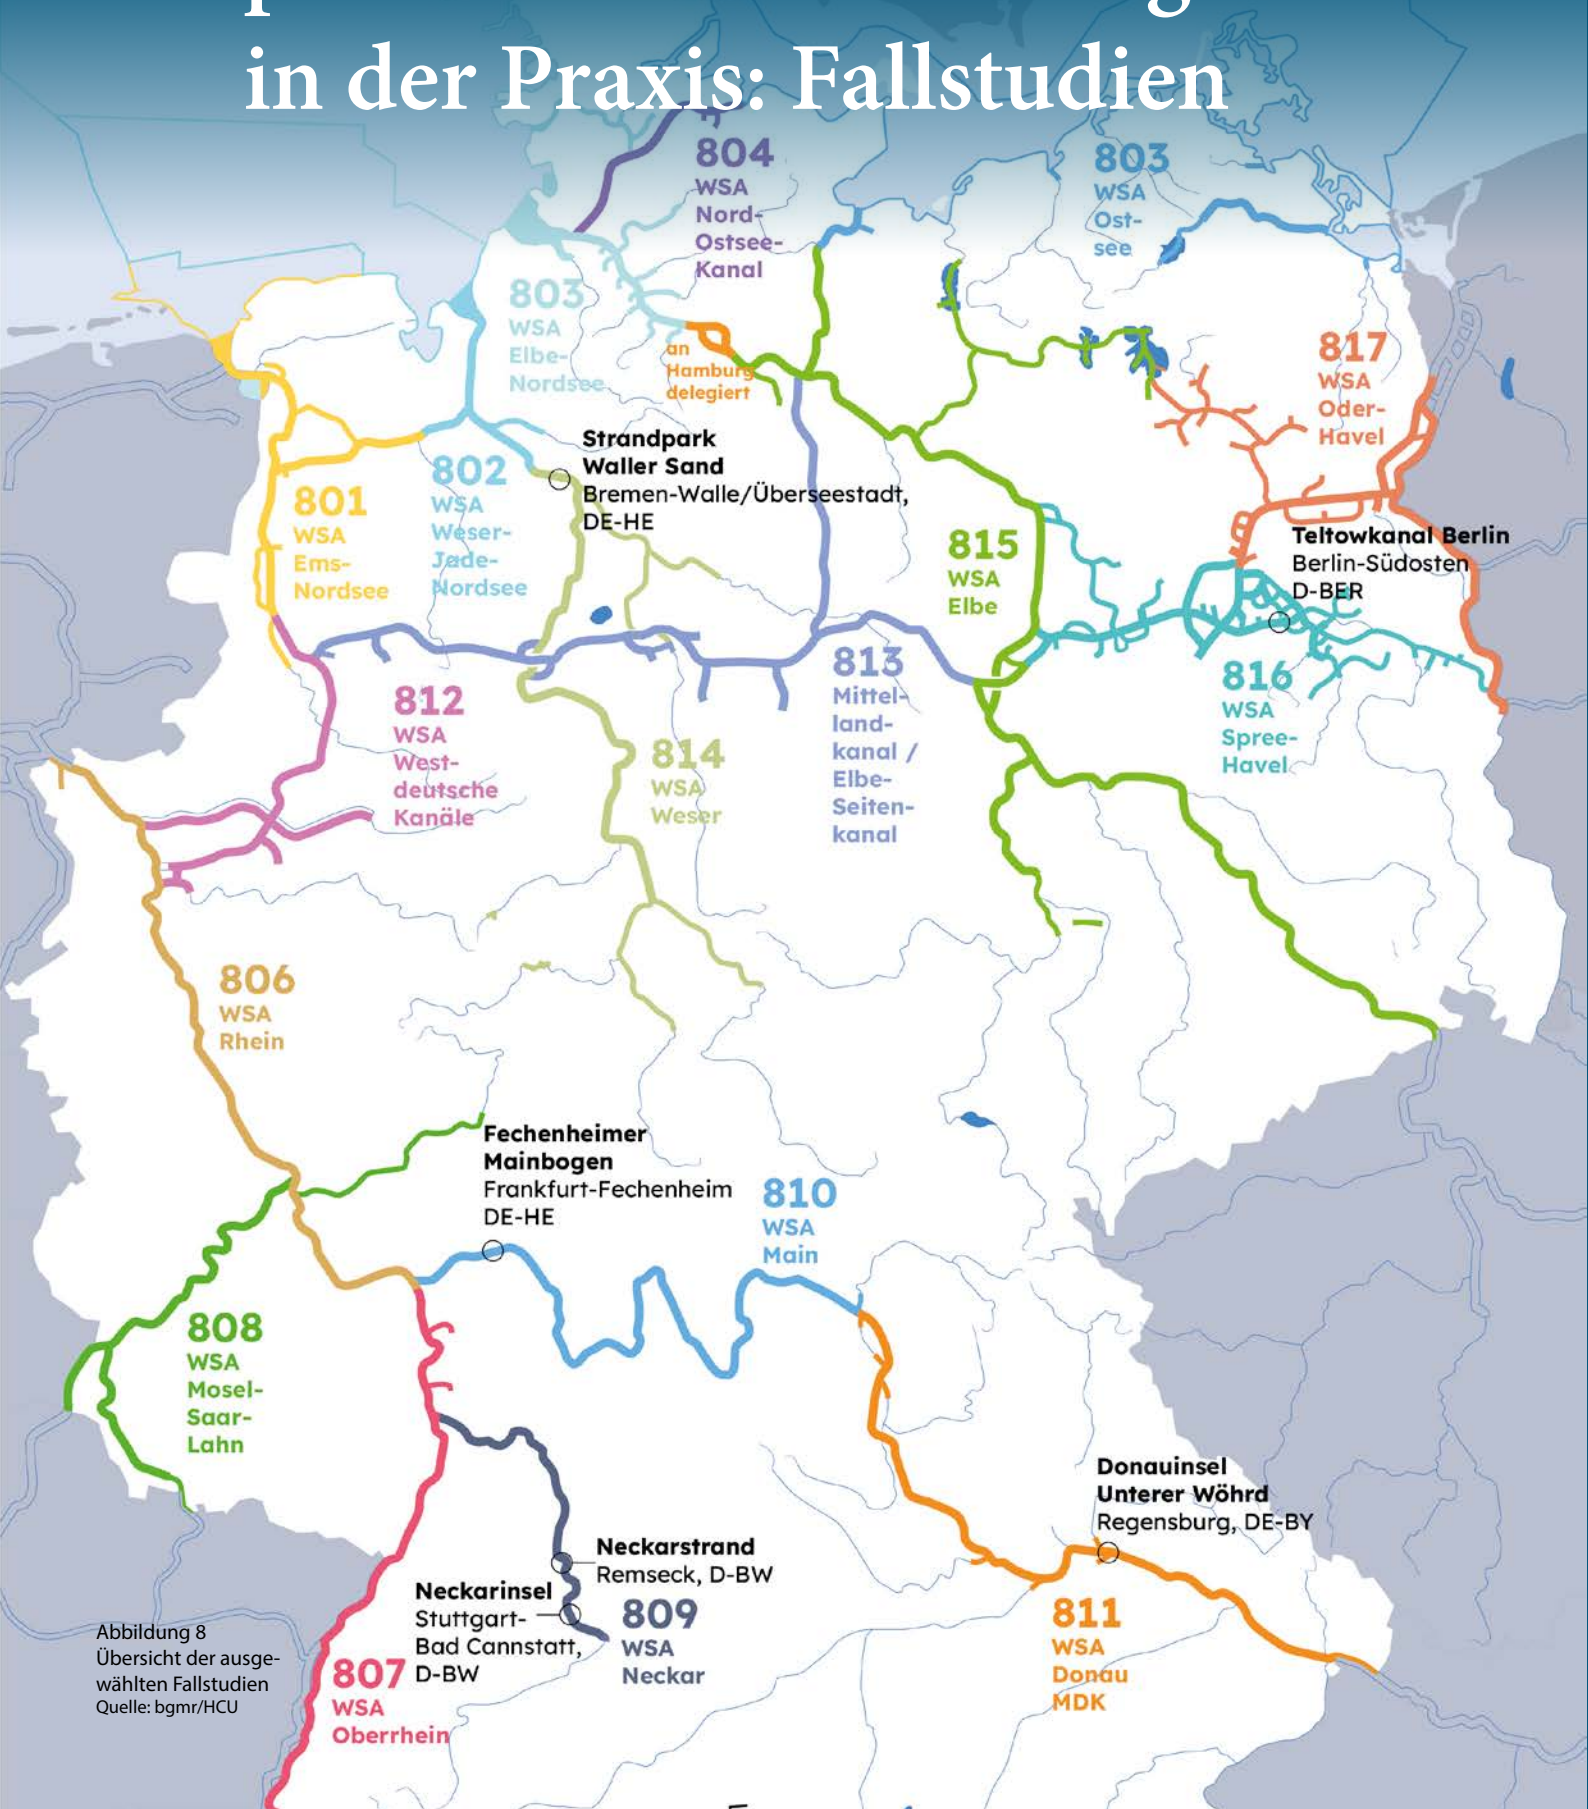 in der Praxis: Fallstudien
804
WSA
Nord-
Ostsee-
Kanal
803
WSA
Ost-
see
803
WSA
Elbe-
Nordsee
an
Hamburg
delegiert
817
WSA
Oder-
Havel
Strandpark
Waller Sand
Bremen-Walle/Überseestadt,
DE-HE
801
WSA
Ems-
Nordsee
802
WSA
Weser-
Jade-
Nordsee
815
WSA
Elbe
Teltowkanal Berlin
Berlin-Südosten
D-BER
812
WSA
West-
deutsche
Kanäle
814
WSA
Weser
813
Mittel-
land-
kanal /
Elbe-
Seiten-
kanal
816
WSA
Spree-
Havel
806
WSA
Rhein
Fechenheimer
Mainbogen
Frankfurt-Fechenheim
DE-HE
810
WSA
Main
808
WSA
Mosel-
Saar-
Lahn
Donauinsel
Unterer Wöhrd
Regensburg, DE-BY
Neckarstrand
Remseck, D-BW
Neckarinsel
Stuttgart-
Bad Cannstatt,
D-BW
809
WSA
Neckar
811
WSA
Donau
MDK
807
WSA
Oberrhein
Abbildung 8
Übersicht der ausge-
wählten Fallstudien
Quelle: bgmr/HCU